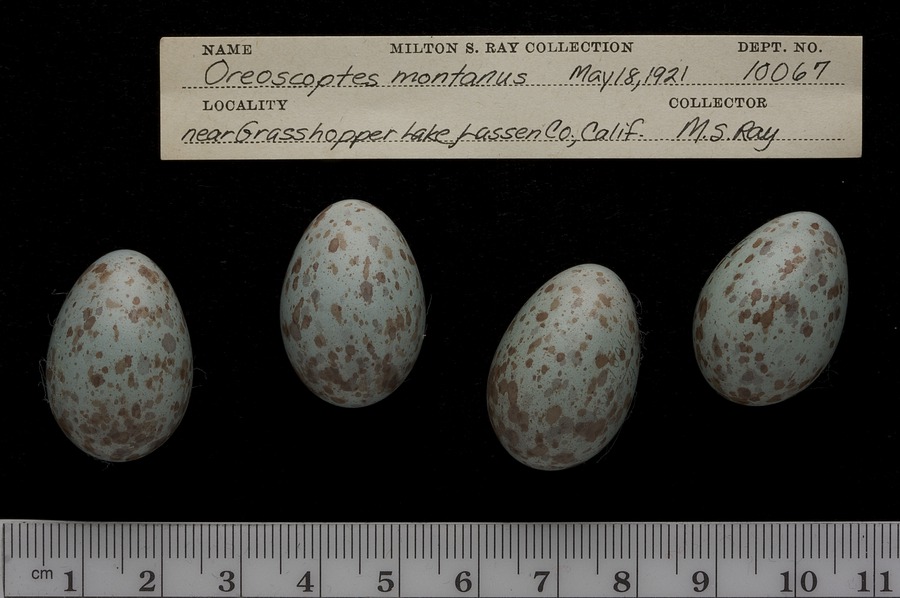 NAME MILTON S. RAY COLLECTION DEPT. NO.
Oreoscoptes montanus May 18, 1921 10067
LOCALITY COLLECTOR
near Grasshopper Lake, Lassen Co., Calif. M.S. Ray
cm 1 2 3 4 5 6 7 8 9 10 11